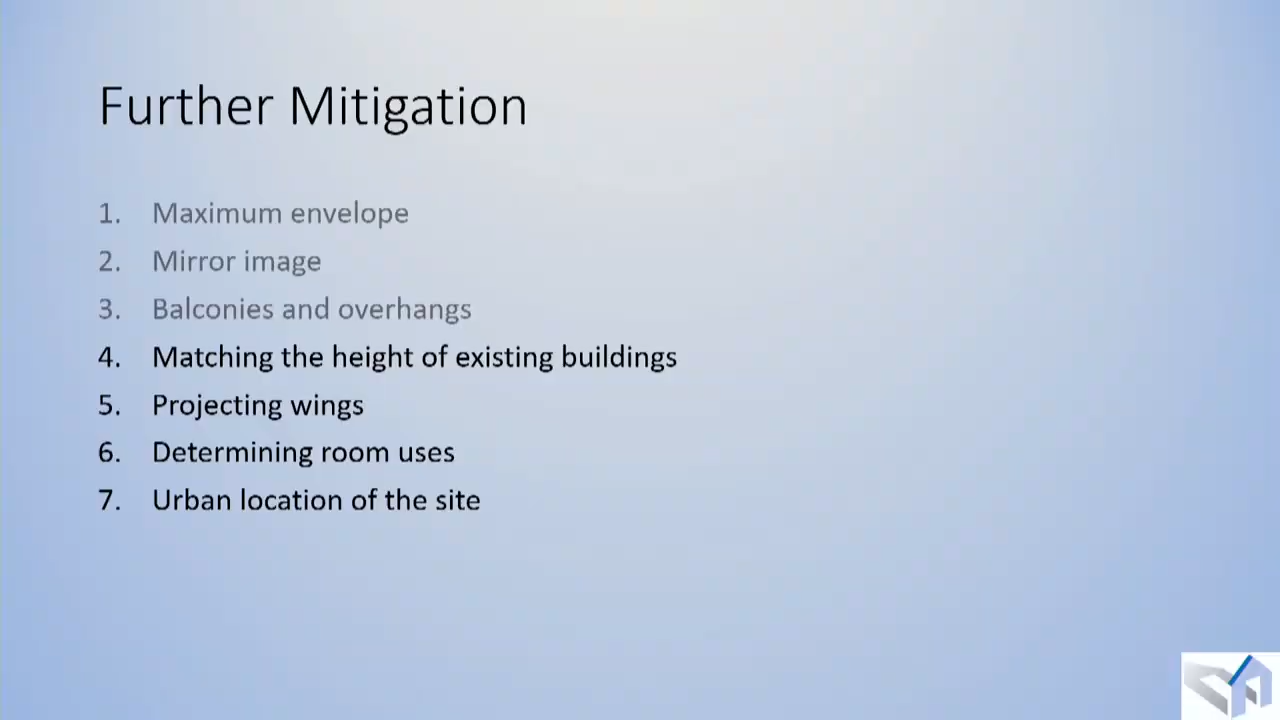 Further Mitigation
1. Maximum envelope
2. Mirror image
3. Balconies and overhangs
4. Matching the height of existing buildings
5. Projecting wings
6. Determining room uses
7. Urban location of the site